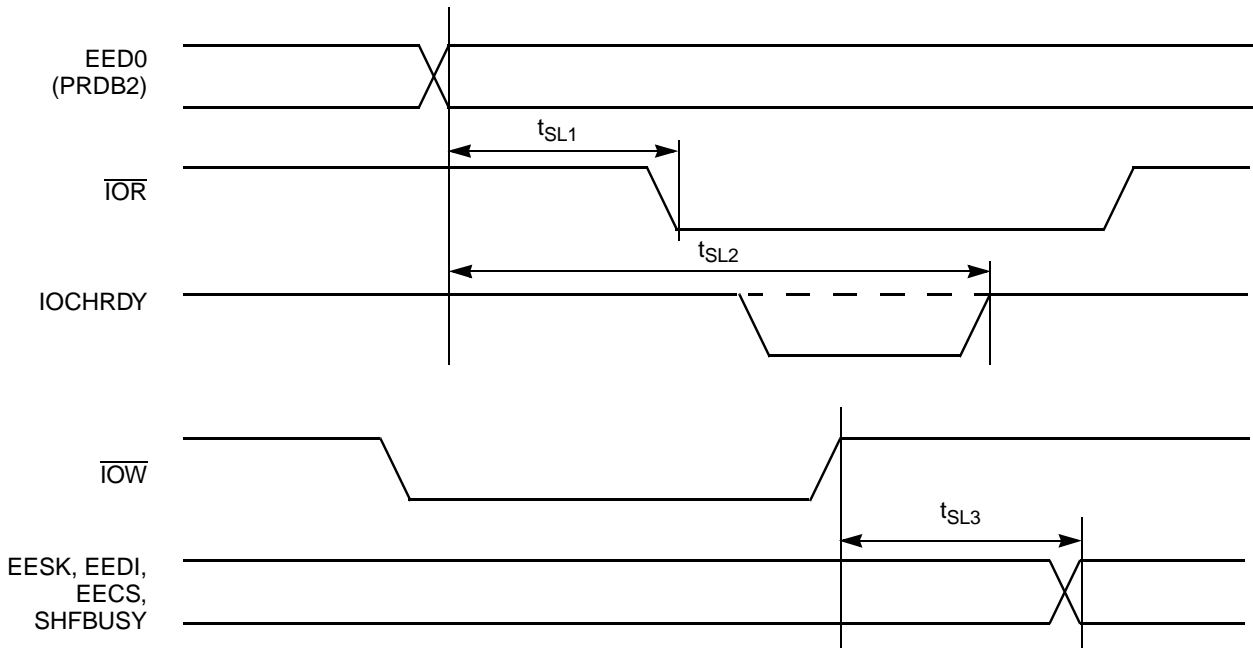 EED0
(PRDB2)
tSL1
IOR
tSL2
IOCHRDY
IOW
tSL3
EESK, EEDI,
EECS,
SHFBUSY